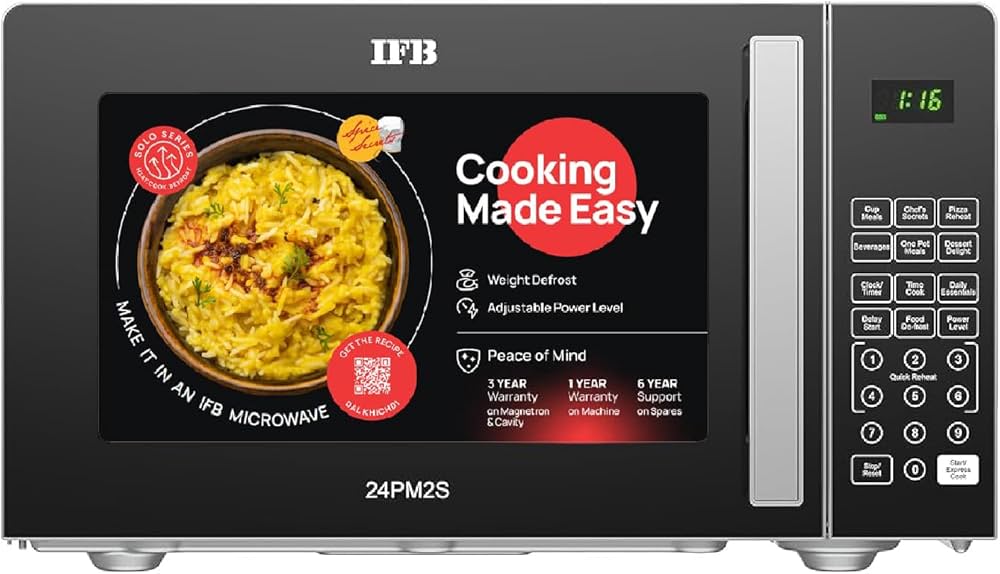 IFB
1:16
SOLO SERIES
Spice
Secrets
Cooking
Made Easy
Weight Defrost
Adjustable Power Level
MAKE IT IN AN IFB MICROWAVE
GET THE RECIPE
DAL KHICHDI
Peace of Mind
3 YEAR
Warranty
on Magnetron
& Cavity
1 YEAR
Warranty
on Machine
6 YEAR
Support
on Spares
24PM2S
Cup
Meals
Chef's
Secrets
Pizza
Reheat
Beverages
One Pot
Meals
Dessert
Delight
Clock/
Timer
Time
Cook
Daily
Essentials
Delay
Start
Food
Defrost
Power
Level
1
2
3
Quick Reheat
4
5
6
7
8
9
Stop/
Reset
0
Start/
Express
Cook